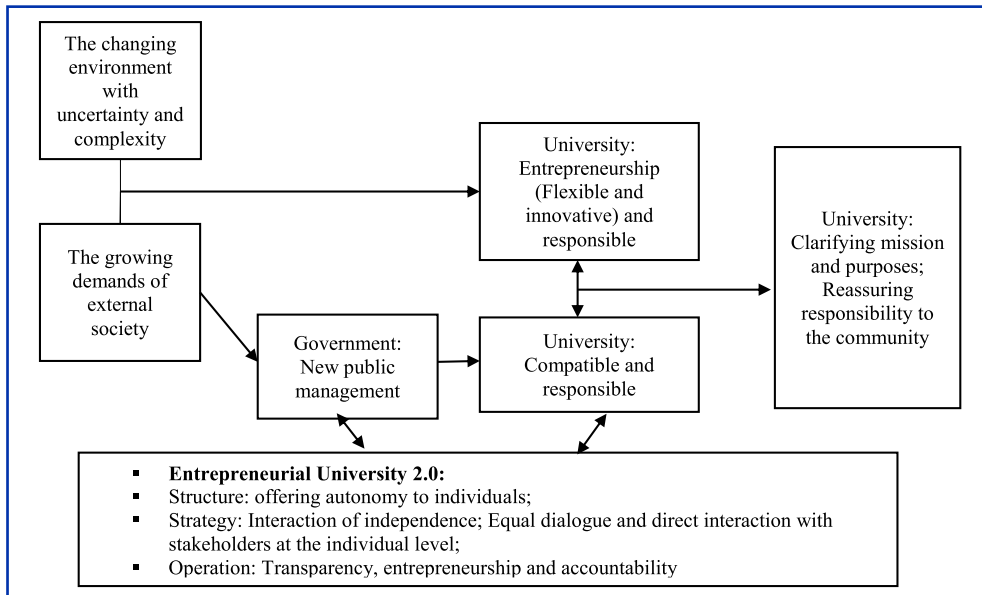 The changing
environment
with
uncertainty and
complexity
The growing
demands of
external
society
Government:
New public
management
University:
Entrepreneurship
(Flexible and
innovative) and
responsible
University:
Compatible and
responsible
University:
Clarifying mission
and purposes;
Reassuring
responsibility to
the community
▪ Entrepreneurial University 2.0:
▪ Structure: offering autonomy to individuals;
▪ Strategy: Interaction of independence; Equal dialogue and direct interaction with
stakeholders at the individual level;
▪ Operation: Transparency, entrepreneurship and accountability